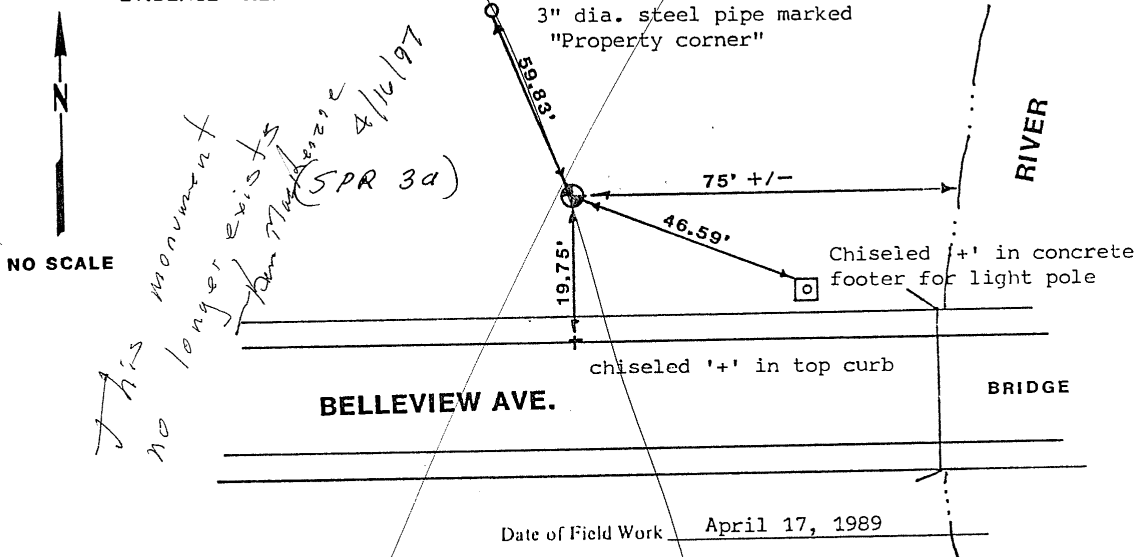 3" dia. steel pipe marked
"Property corner"
59.83'
N
NO SCALE
This monument
no longer exists
4/16/97
(SPR 3a)
75' +/-
RIVER
46.59'
19.75'
Chiseled '+' in concrete
footer for light pole
chiseled '+' in top curb
BELLEVIEW AVE.
BRIDGE
Date of Field Work April 17, 1989